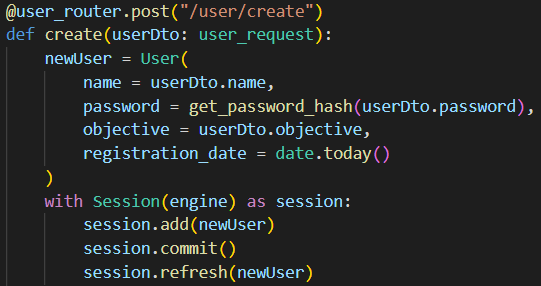 @user_router.post("/user/create")
def create(userDto: user_request):
    newUser = User(
        name = userDto.name,
        password = get_password_hash(userDto.password),
        objective = userDto.objective,
        registration_date = date.today()
    )
    with Session(engine) as session:
        session.add(newUser)
        session.commit()
        session.refresh(newUser)